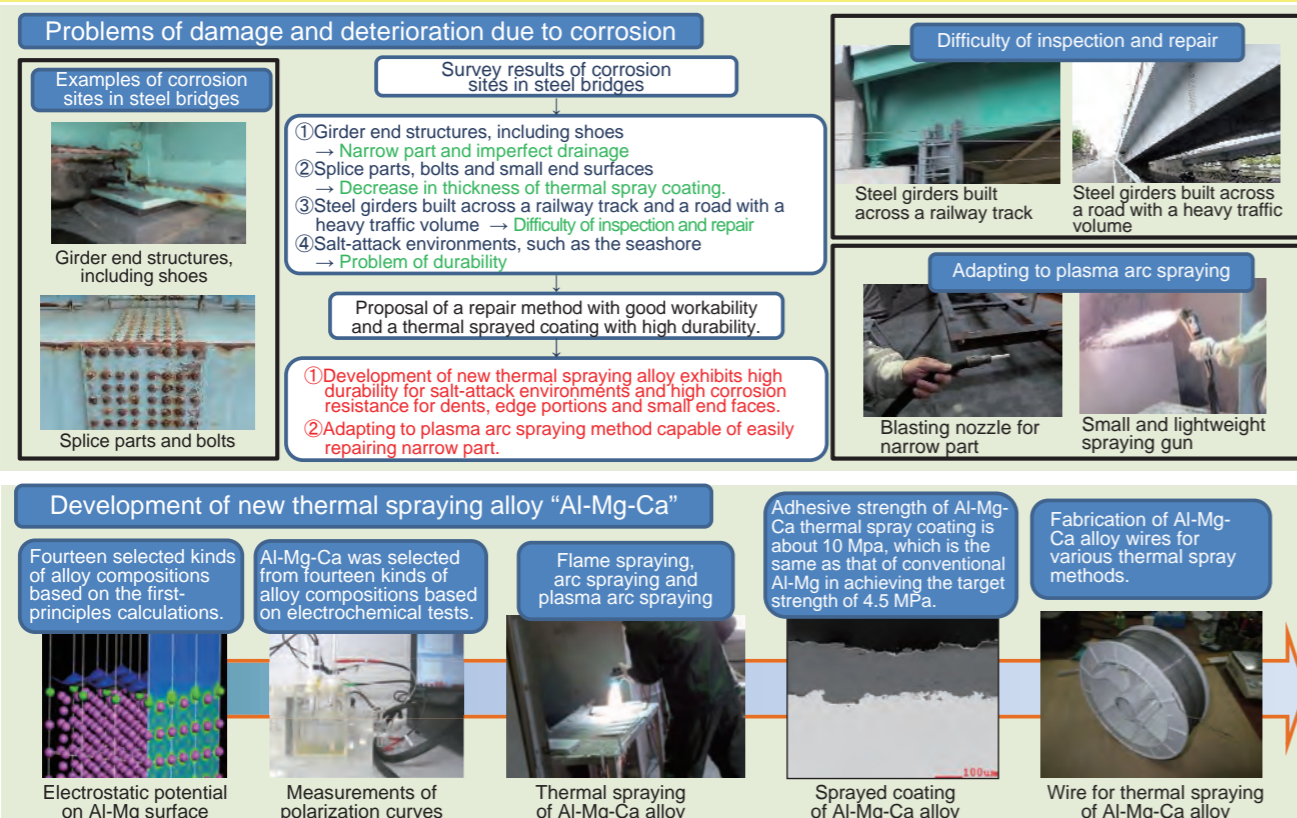 Problems of damage and deterioration due to corrosion
Examples of corrosion
sites in steel bridges
Girder end structures,
including shoes
Splice parts and bolts
Survey results of corrosion
sites in steel bridges
①Girder end structures, including shoes
→ Narrow part and imperfect drainage
②Splice parts, bolts and small end surfaces
→ Decrease in thickness of thermal spray coating.
③Steel girders built across a railway track and a road with a
heavy traffic volume → Difficulty of inspection and repair
④Salt-attack environments, such as the seashore
→ Problem of durability
Proposal of a repair method with good workability
and a thermal sprayed coating with high durability.
①Development of new thermal spraying alloy exhibits high
durability for salt-attack environments and high corrosion
resistance for dents, edge portions and small end faces.
②Adapting to plasma arc spraying method capable of easily
repairing narrow part.
Difficulty of inspection and repair
Steel girders built
across a railway track
Steel girders built across
a road with a heavy traffic
volume
Adapting to plasma arc spraying
Blasting nozzle for
narrow part
Small and lightweight
spraying gun
Development of new thermal spraying alloy “Al-Mg-Ca”
Fourteen selected kinds
of alloy compositions
based on the first-
principles calculations.
Electrostatic potential
on Al-Mg surface
Al-Mg-Ca was selected
from fourteen kinds of
alloy compositions based
on electrochemical tests.
Measurements of
polarization curves
Flame spraying,
arc spraying and
plasma arc spraying
Thermal spraying
of Al-Mg-Ca alloy
Adhesive strength of Al-Mg-
Ca thermal spray coating is
about 10 Mpa, which is the
same as that of conventional
Al-Mg in achieving the target
strength of 4.5 MPa.
100um
Sprayed coating
of Al-Mg-Ca alloy
Fabrication of Al-Mg-
Ca alloy wires for
various thermal spray
methods.
Wire for thermal spraying
of Al-Mg-Ca alloy